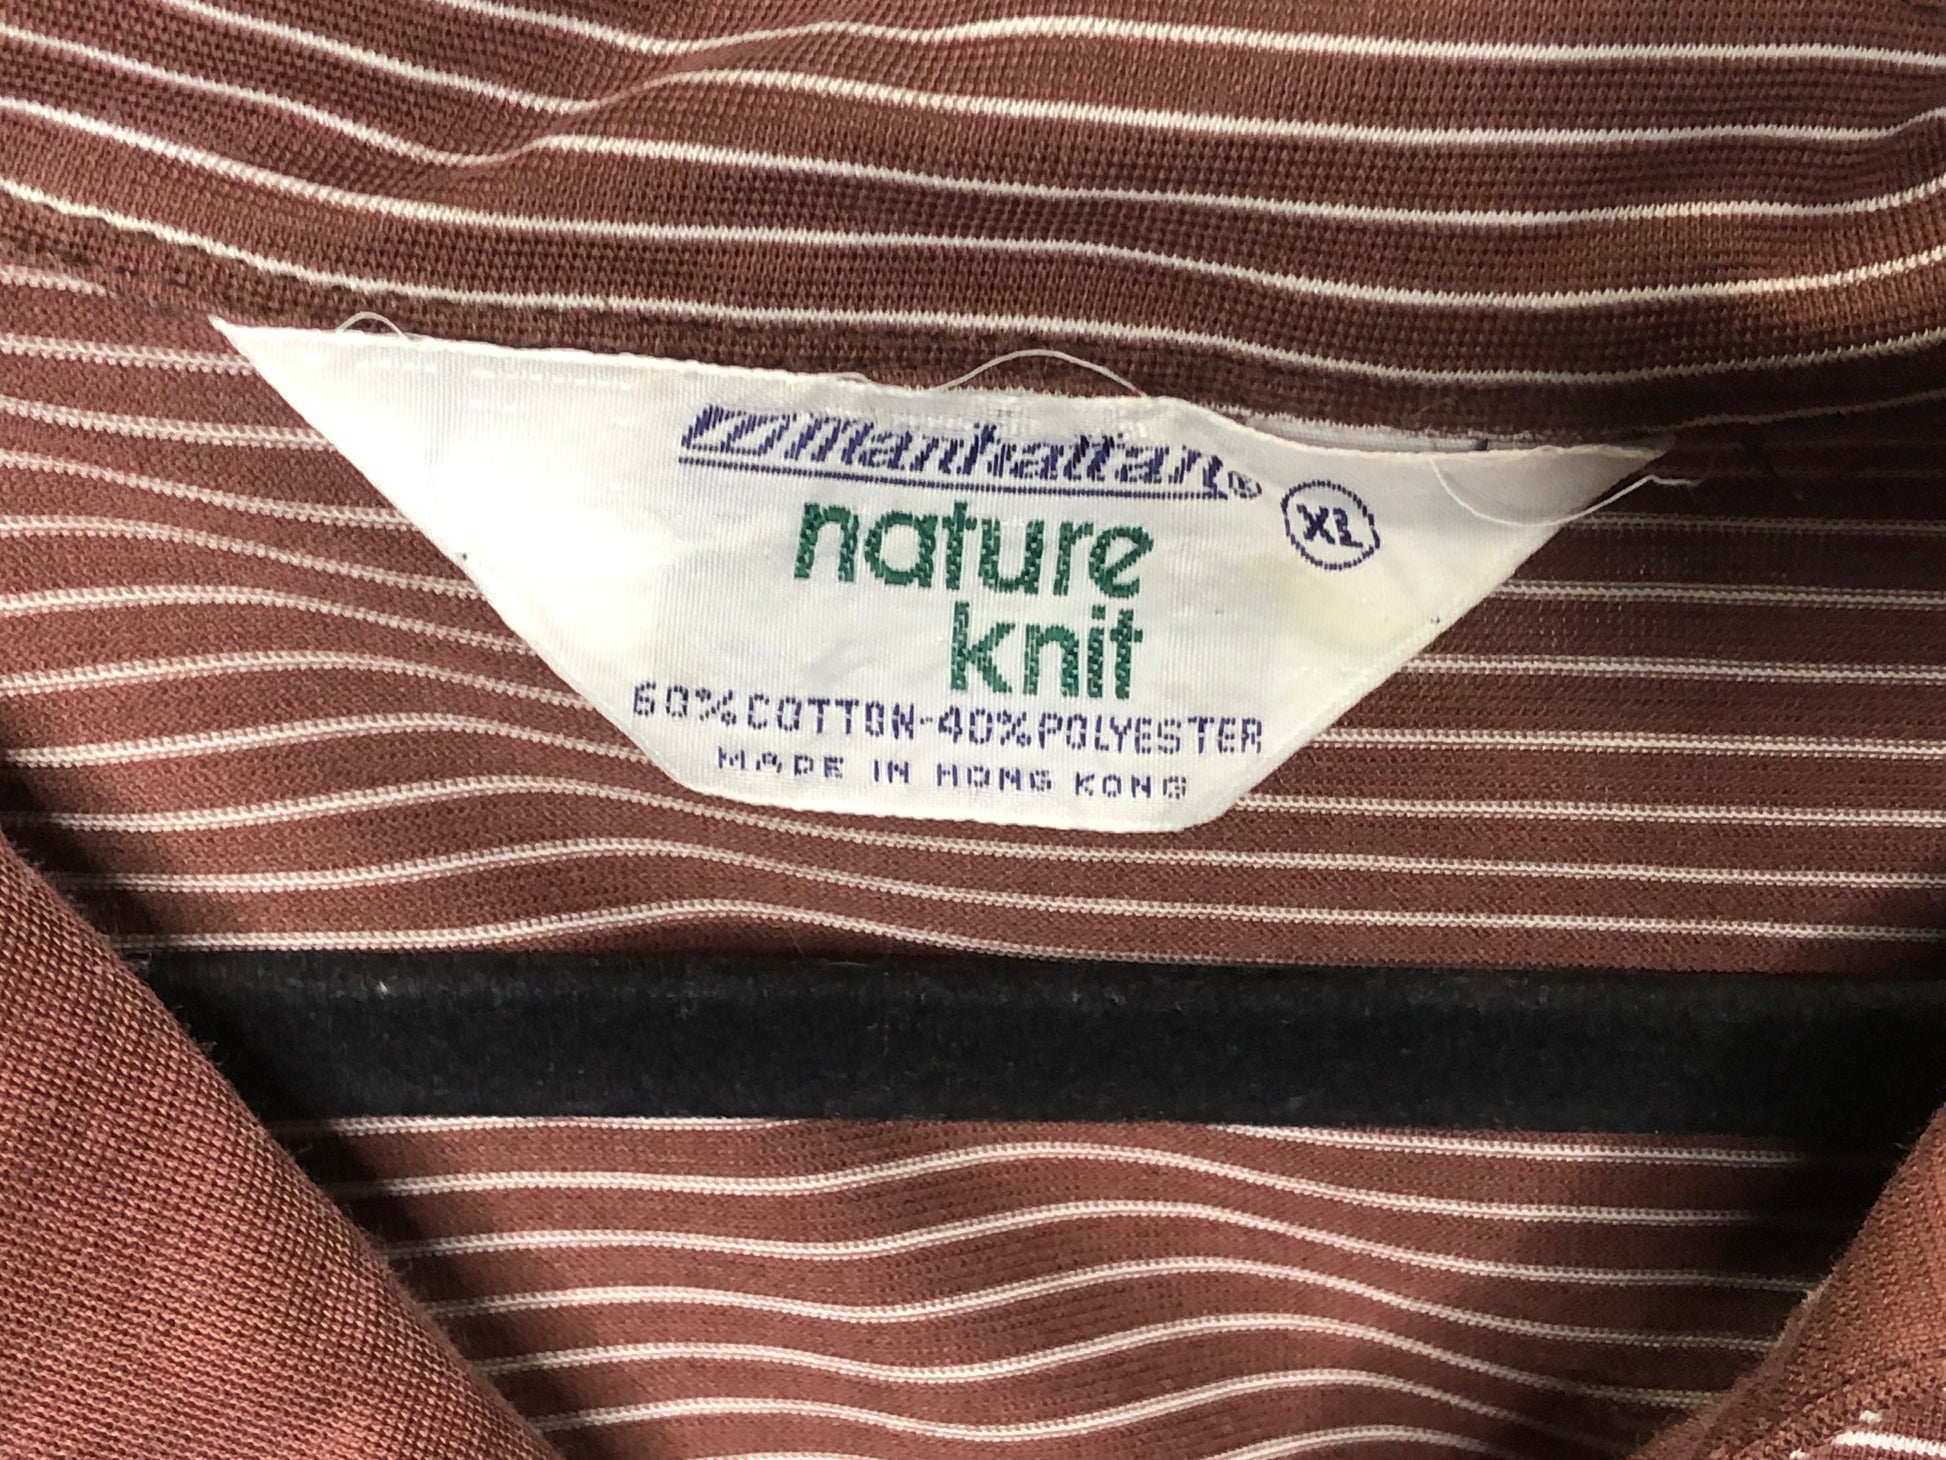 Manhattan®
XL
nature
knit
60% COTTON-40% POLYESTER
MADE IN HONG KONG